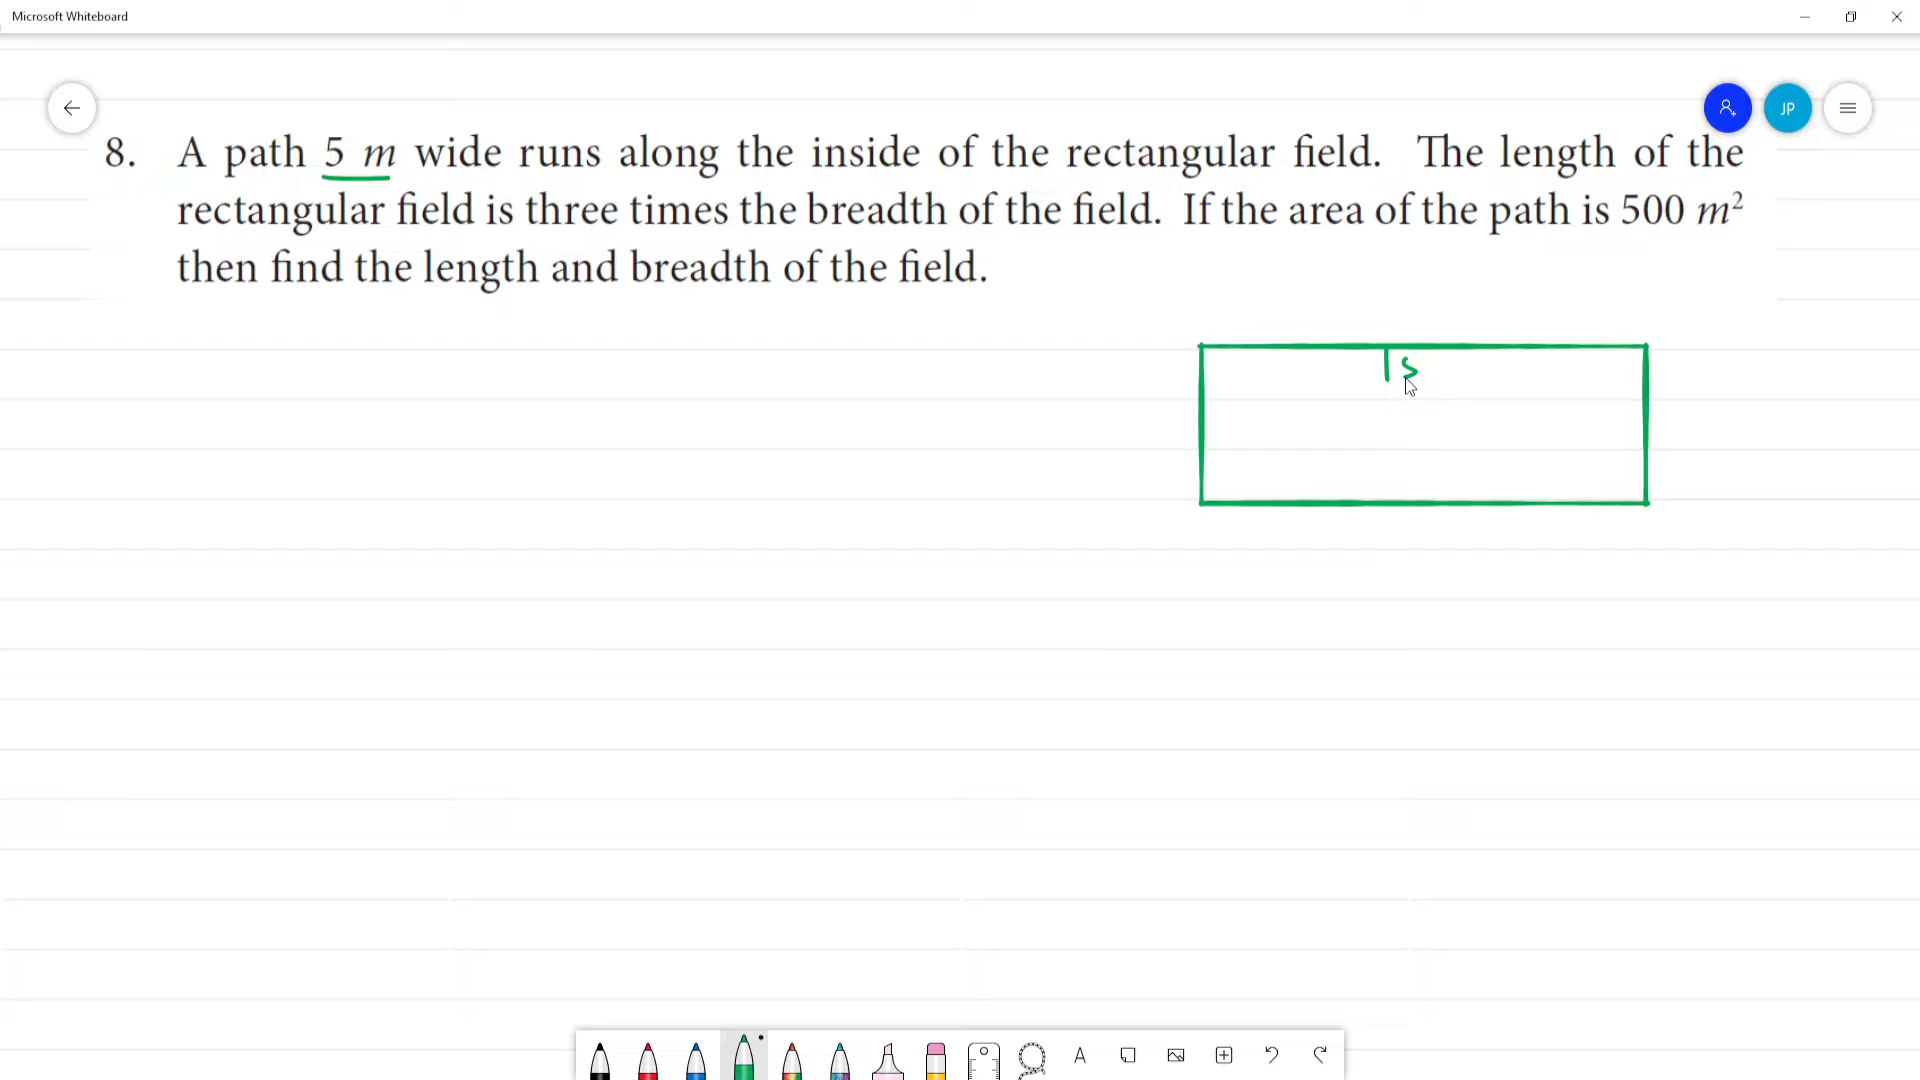 Microsoft Whiteboard
JP
8. A path 5 m wide runs along the inside of the rectangular field. The length of the
rectangular field is three times the breadth of the field. If the area of the path is 500 m²
then find the length and breadth of the field.
5
A